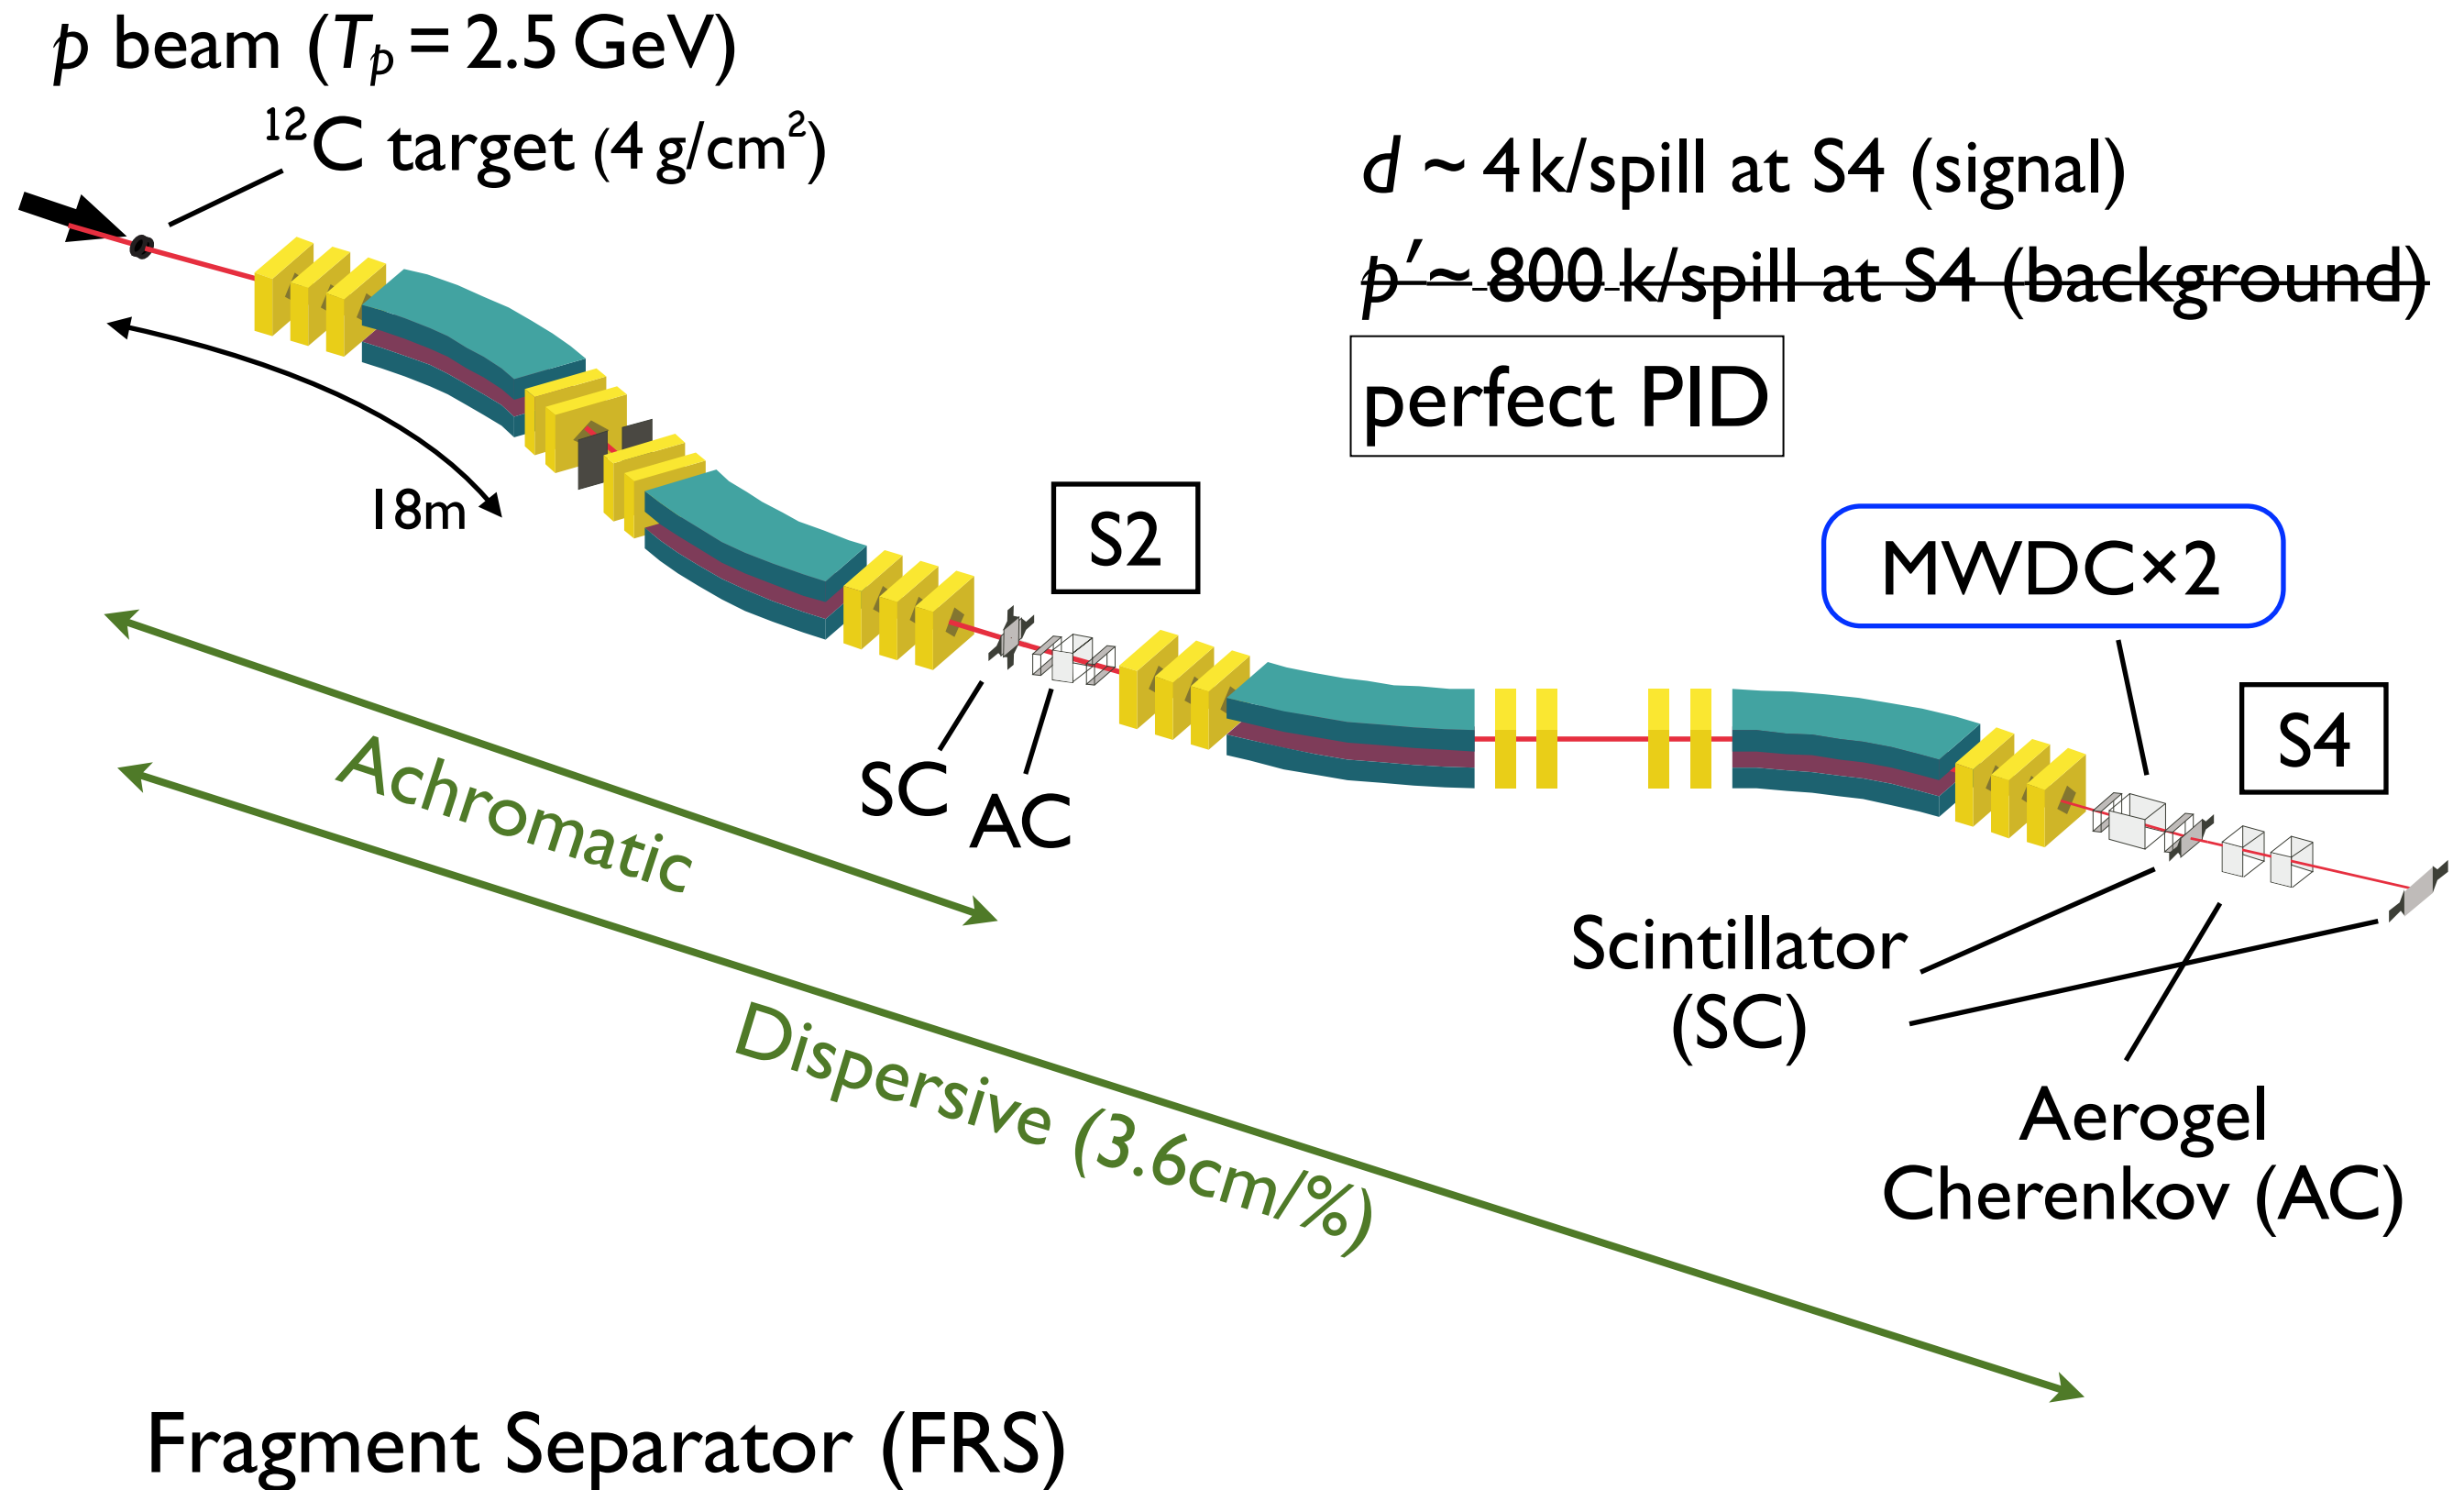 p beam (Tp = 2.5 GeV)
¹²C target (4 g/cm²)
d ~ 4 k/spill at S4 (signal)
p′ ~ 800 k/spill at S4 (background)
perfect PID
18m
S2
MWDC×2
S4
SC
AC
Achromatic
Scintillator
(SC)
Dispersive (3.6cm/%)
Aerogel
Cherenkov (AC)
Fragment Separator (FRS)